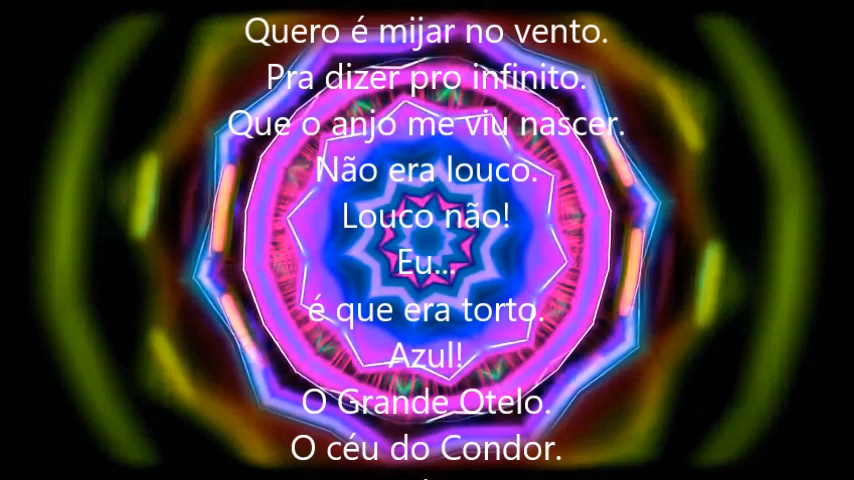 Quero é mijar no vento.
Pra dizer pro infinito.
Que o anjo me viu nascer.
Não era louco.
Louco não!
Eu...
é que era torto.
Azul!
O Grande Otelo.
O céu do Condor.